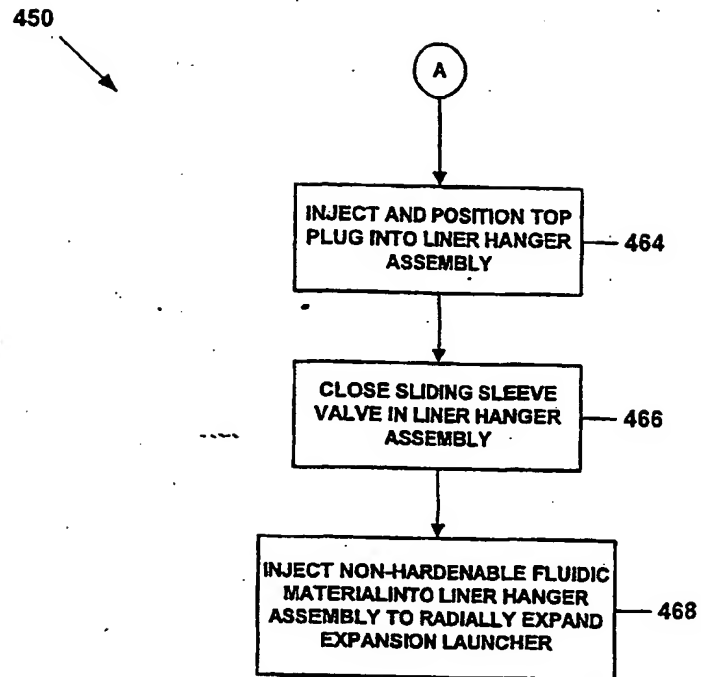 450
A
INJECT AND POSITION TOP
PLUG INTO LINER HANGER
ASSEMBLY
464
CLOSE SLIDING SLEEVE
VALVE IN LINER HANGER
ASSEMBLY
466
INJECT NON-HARDENABLE FLUIDIC
MATERIALINTO LINER HANGER
ASSEMBLY TO RADIALLY EXPAND
EXPANSION LAUNCHER
468